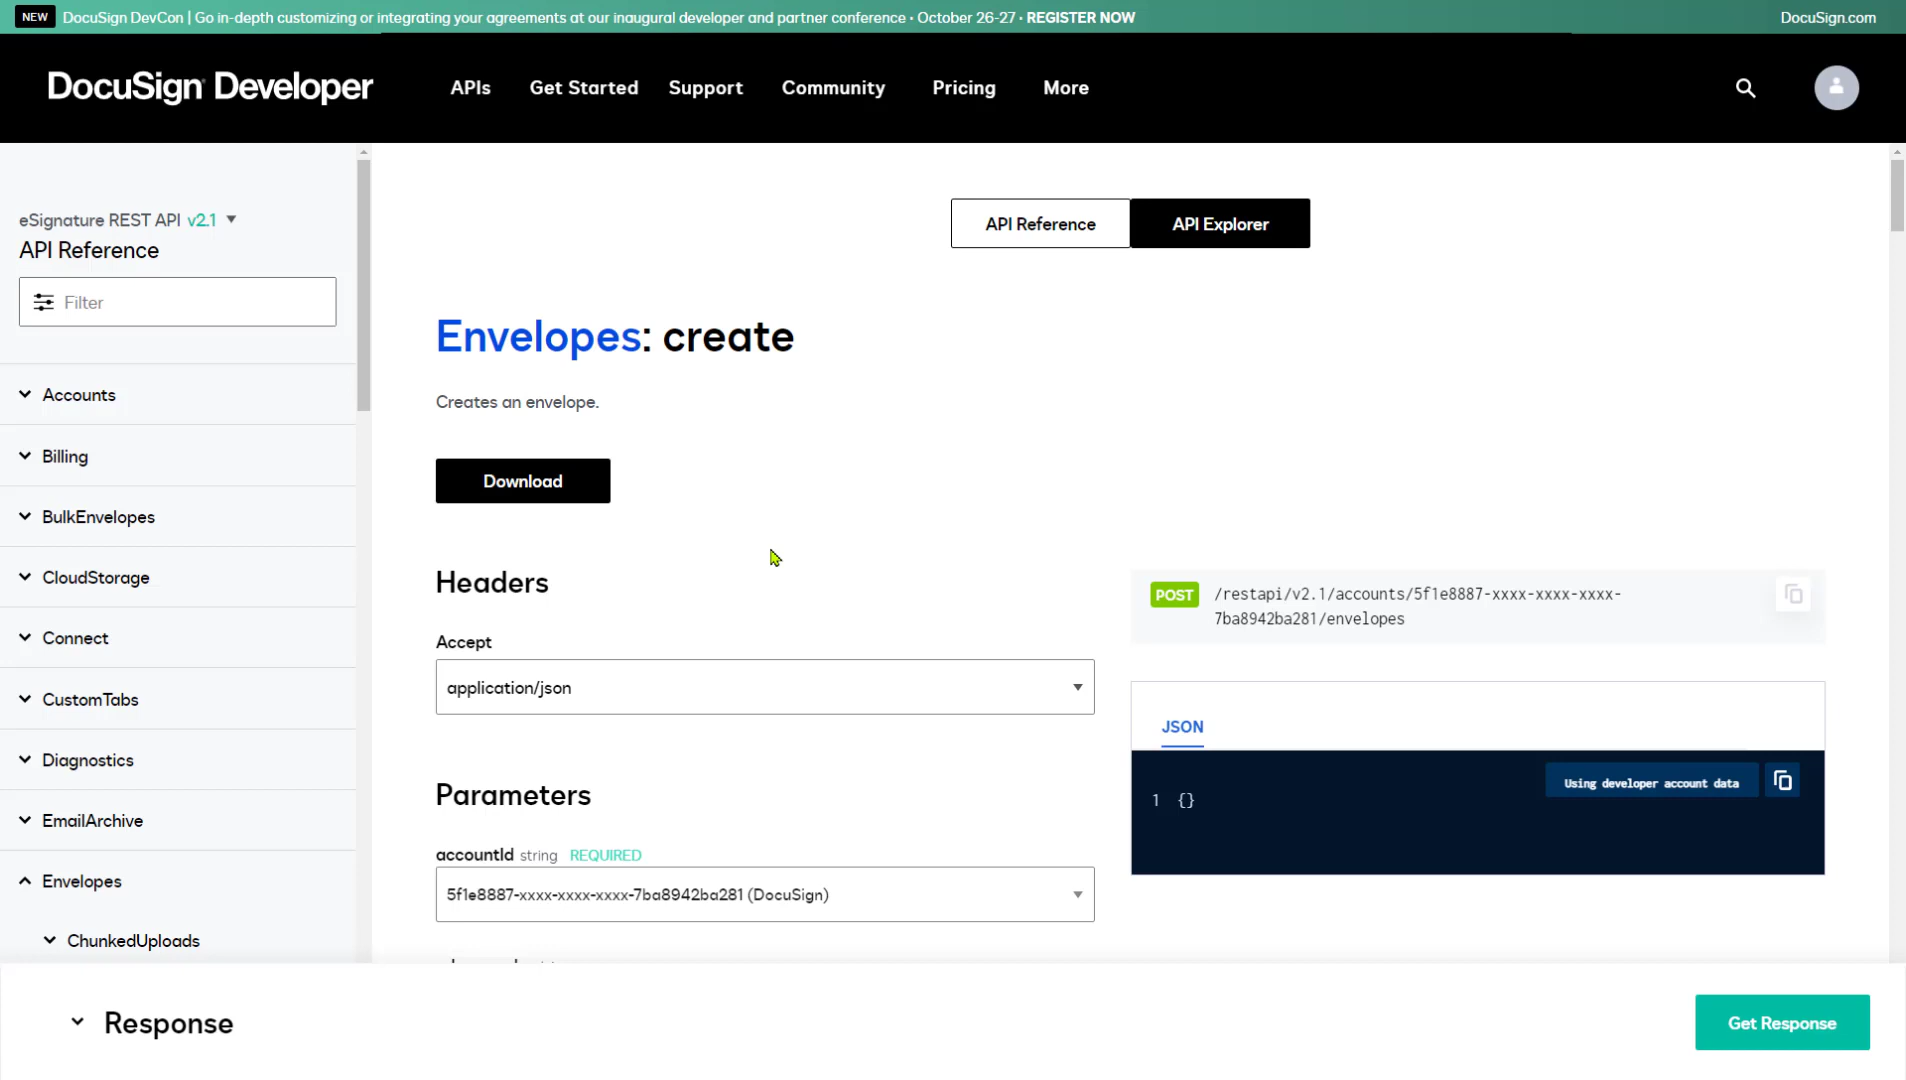 NEW DocuSign DevCon | Go in-depth customizing or integrating your agreements at our inaugural developer and partner conference • October 26-27 • REGISTER NOW
DocuSign.com
DocuSign Developer
APIs
Get Started
Support
Community
Pricing
More
eSignature REST API v2.1
API Reference
Filter
Accounts
Billing
BulkEnvelopes
CloudStorage
Connect
CustomTabs
Diagnostics
EmailArchive
Envelopes
ChunkedUploads
API Reference
API Explorer
Envelopes: create
Creates an envelope.
Download
Headers
Accept
application/json
Parameters
accountId string REQUIRED
5f1e8887-xxxx-xxxx-xxxx-7ba8942ba281 (DocuSign)
POST /restapi/v2.1/accounts/5f1e8887-xxxx-xxxx-xxxx-
7ba8942ba281/envelopes
JSON
Using developer account data
1 {}
Response
Get Response